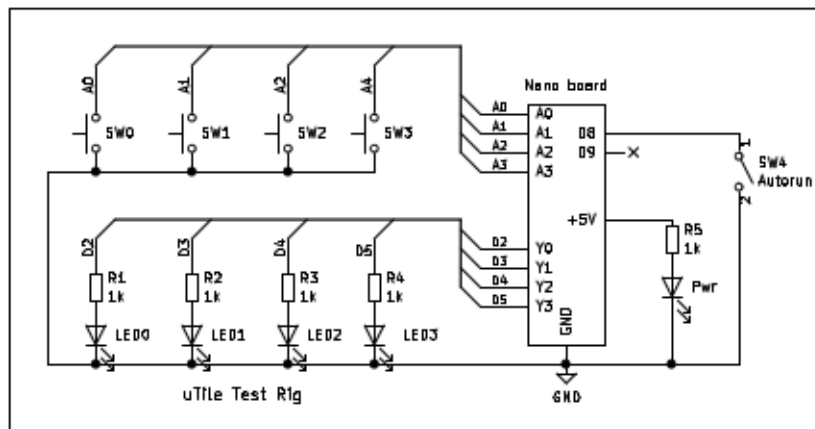 A0 A1 A2 A4
SW0 SW1 SW2 SW3
Nano board
A0 A0
A1 A1 D8
A2 A2 D9
A3 A3
1
SW4
Autorun
2
+5V
R5
1k
Pwr
D2 D3 D4 D5
R1 R2 R3 R4
1k 1k 1k 1k
LED0 LED1 LED2 LED3
D2 Y0
D3 Y1
D4 Y2
D5 Y3
GND
GND
uTile Test R1g